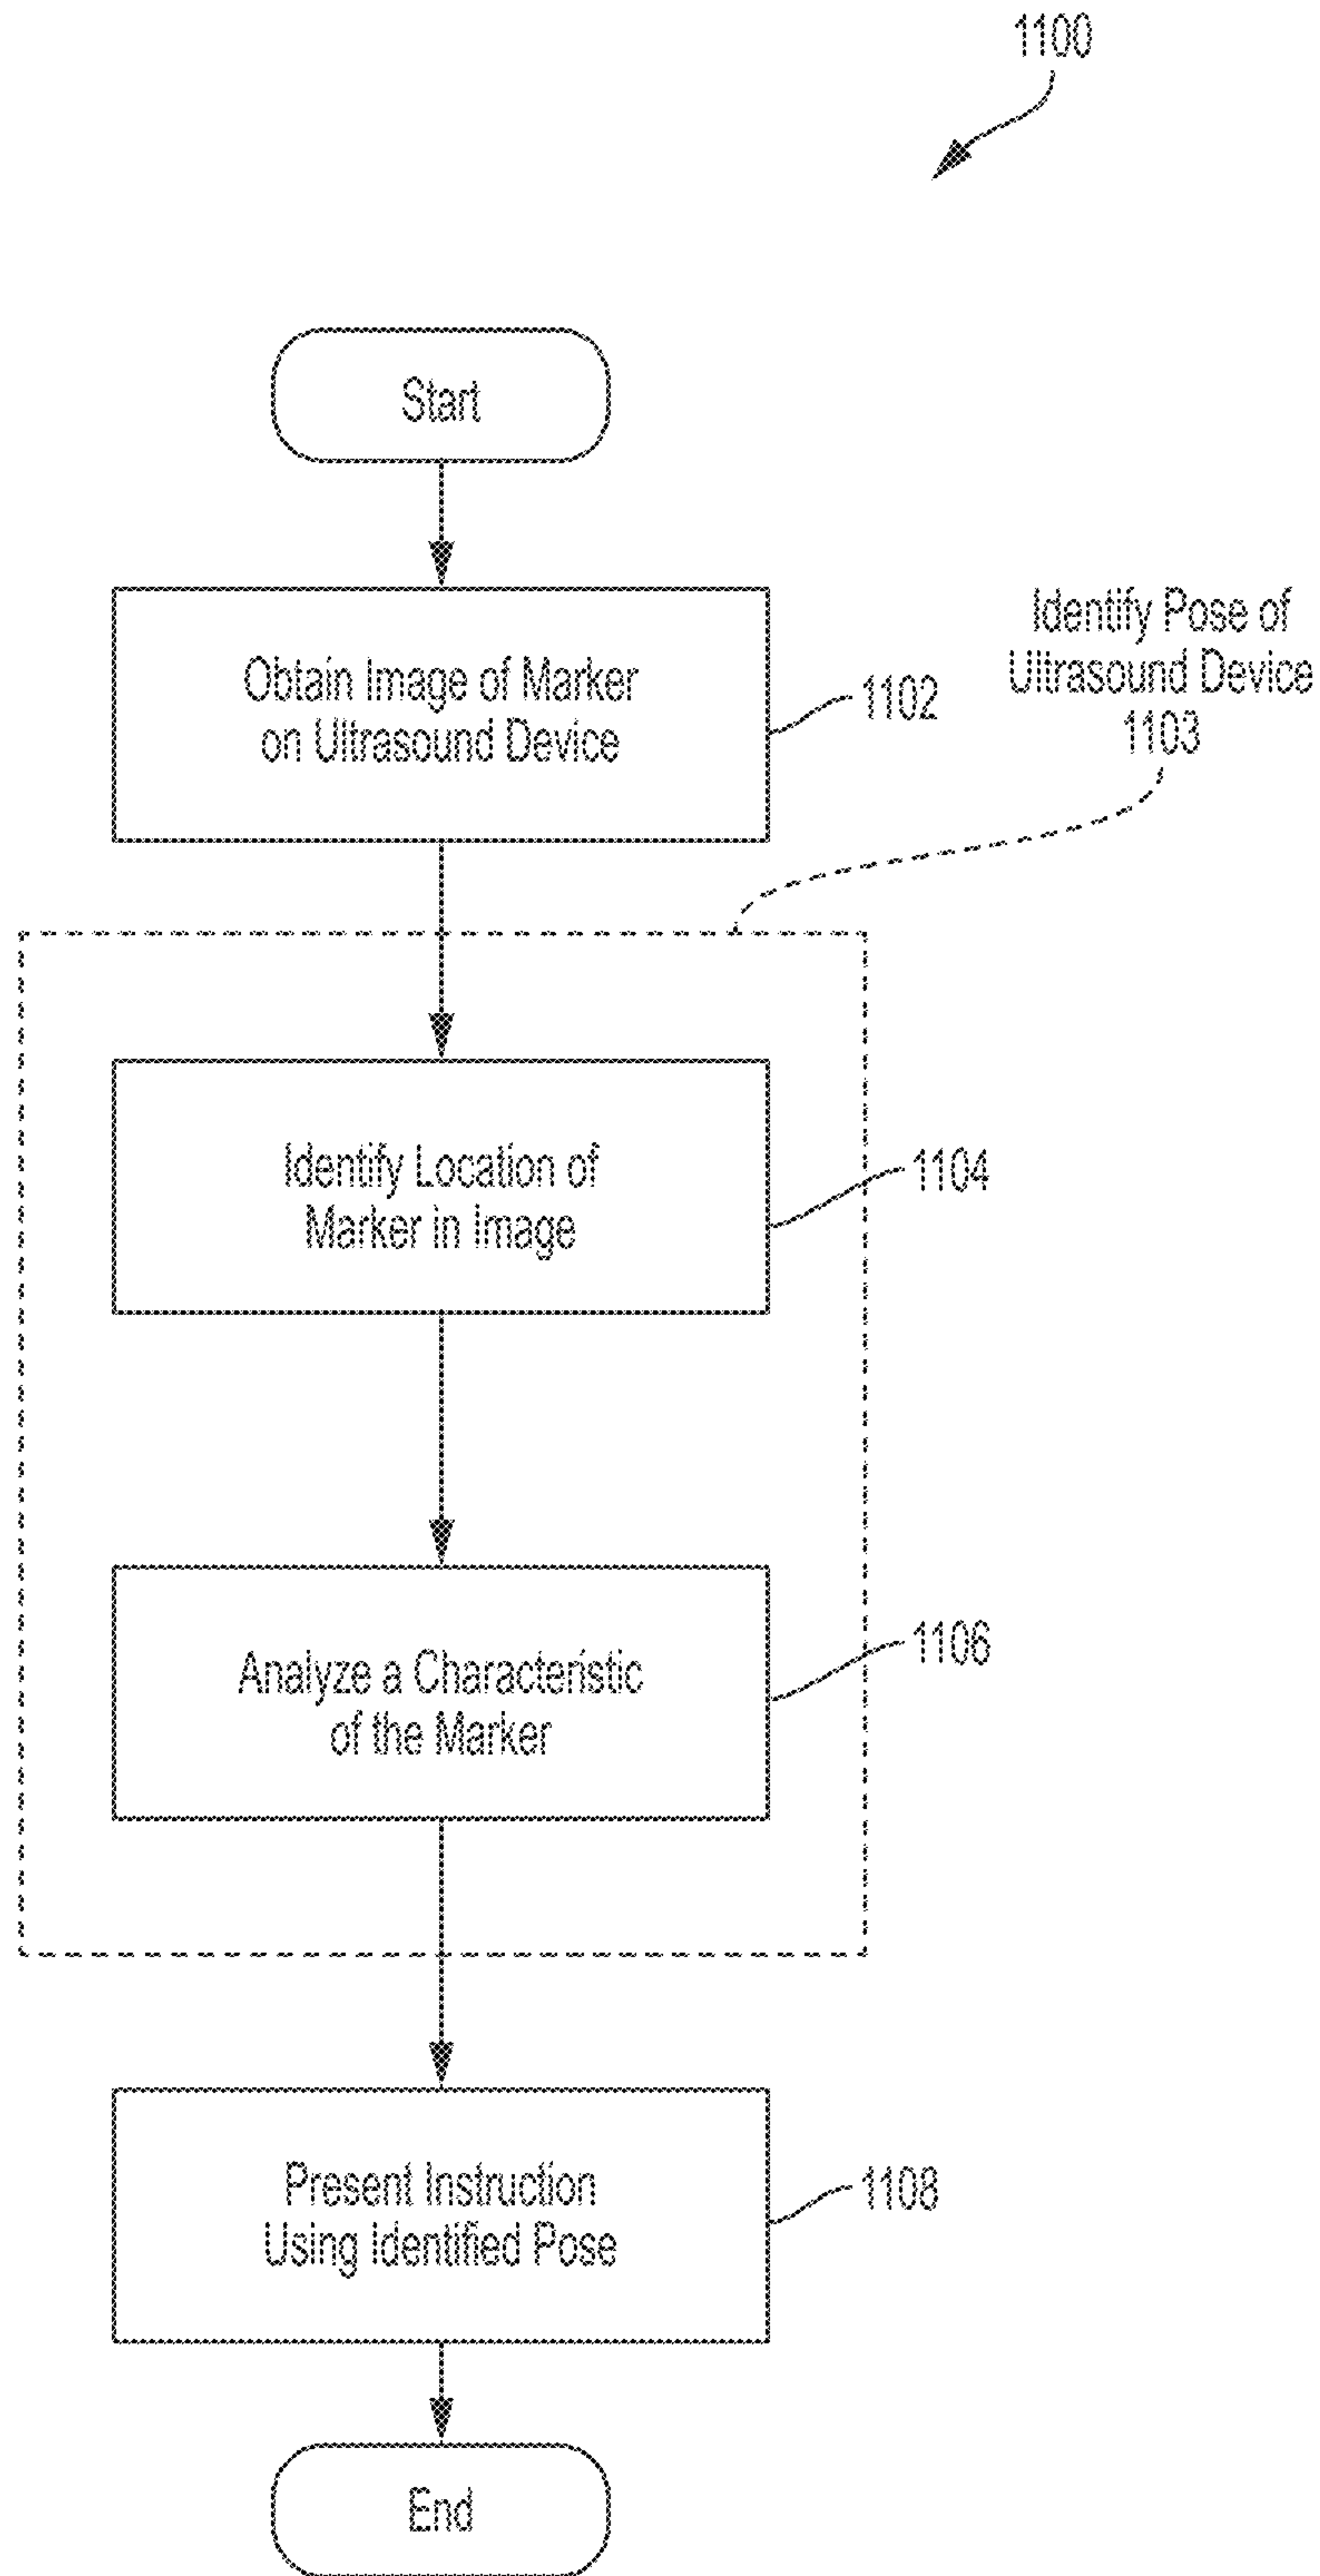 1100
Start
Obtain Image of Marker
on Ultrasound Device
1102
Identify Pose of
Ultrasound Device
1103
Identify Location of
Marker in Image
1104
Analyze a Characteristic
of the Marker
1106
Present Instruction
Using Identified Pose
1108
End